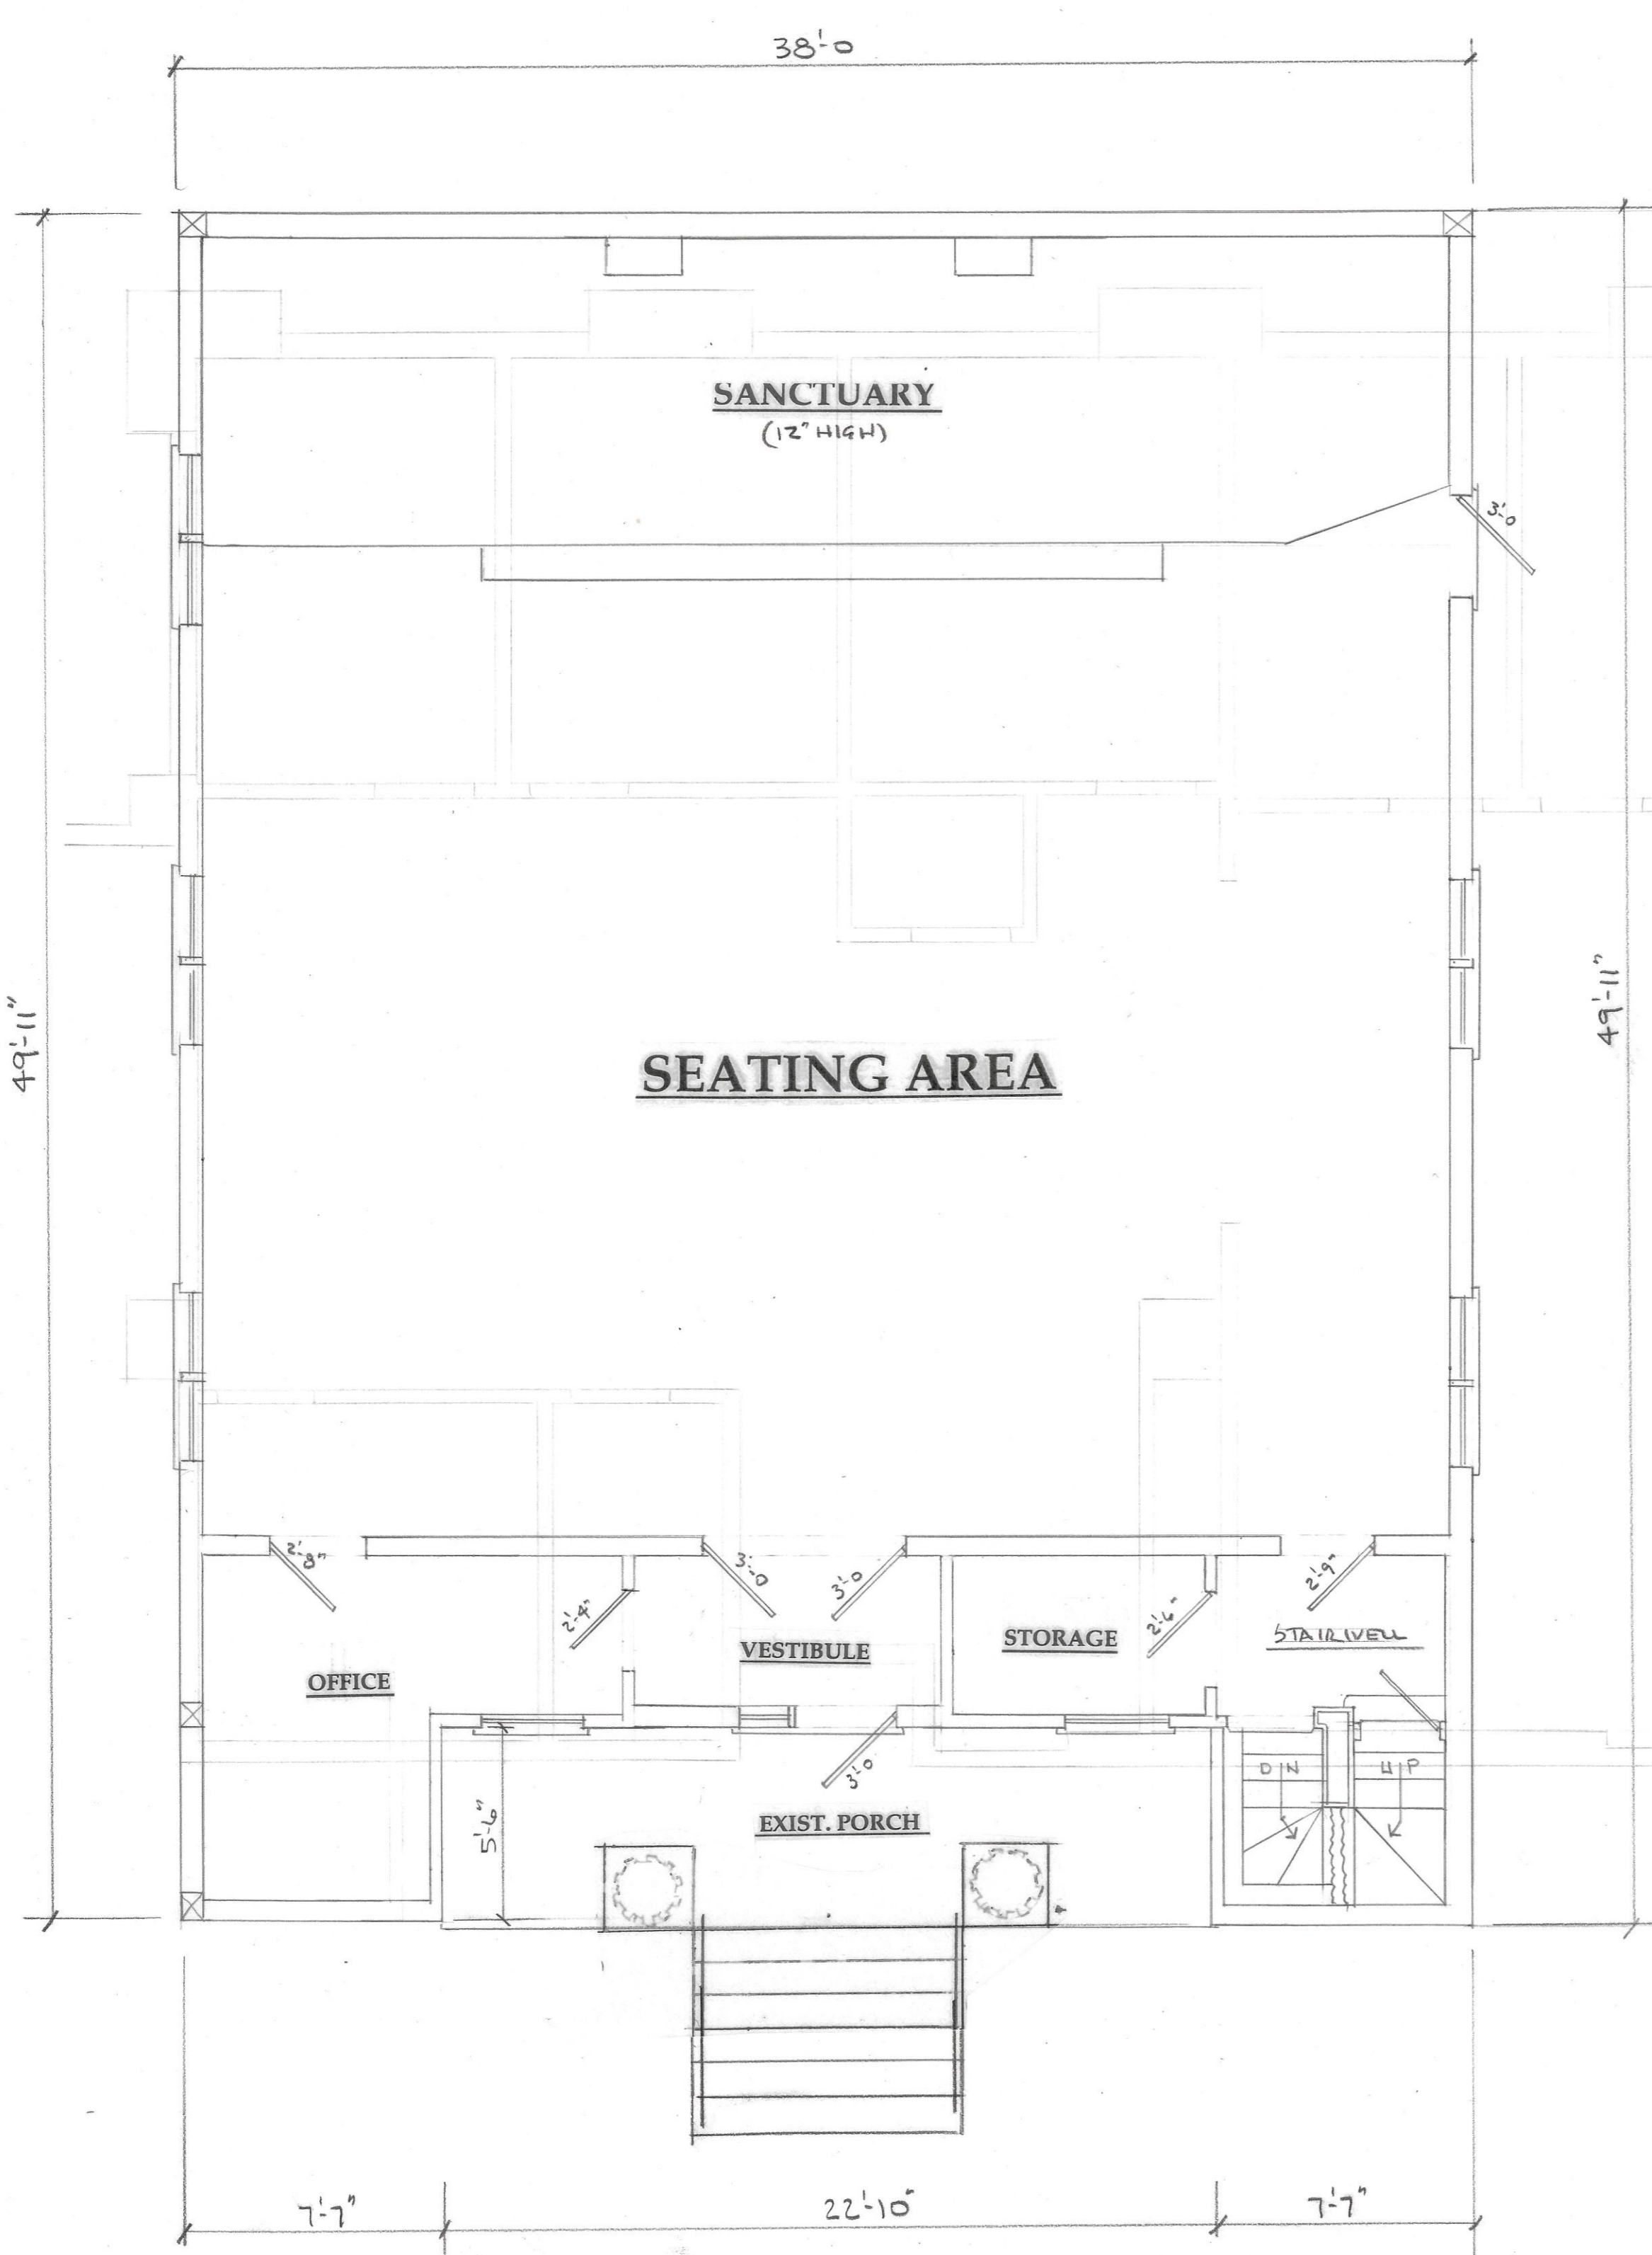 38'-0
SANCTUARY
(12" HIGH)
3'-0
49'-11"
49'-11"
SEATING AREA
2'-8"
2'-4"
3'-0
3'-0
2'-6"
2'-9"
OFFICE
VESTIBULE
STORAGE
STAIRWELL
DN
UP
3'-0
5'-6"
EXIST. PORCH
7'-7"
22'-10"
7'-7"